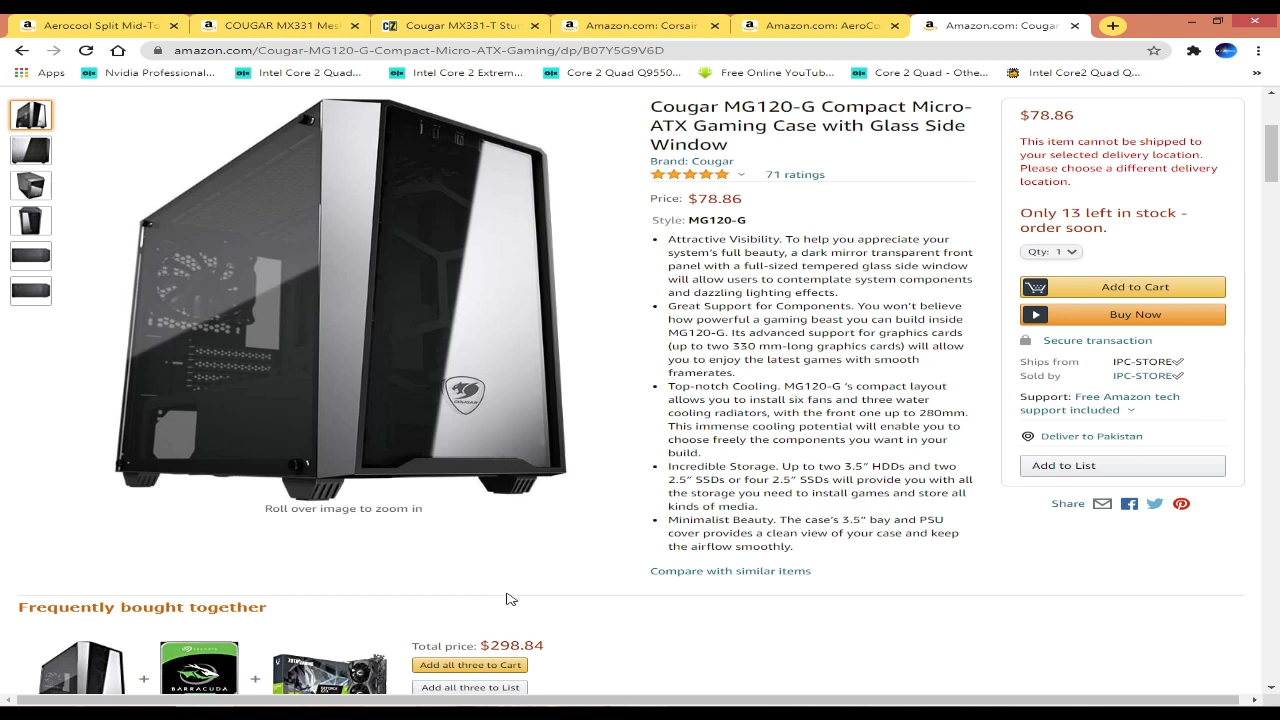 Aerocool Split Mid-To
COUGAR MX331 Mesh
Cougar MX331-T Stur
Amazon.com: Corsair
Amazon.com: AeroCo
Amazon.com: Cougar
amazon.com/Cougar-MG120-G-Compact-Micro-ATX-Gaming/dp/B07Y5G9V6D
Apps
Nvidia Professional...
Intel Core 2 Quad...
Intel Core 2 Extrem...
Core 2 Quad Q9550...
Free Online YouTub...
Core 2 Quad - Othe...
Intel Core2 Quad Q...
Cougar MG120-G Compact Micro-
ATX Gaming Case with Glass Side
Window
Brand: Cougar
71 ratings
Price: $78.86
Style: MG120-G
Attractive Visibility. To help you appreciate your
system's full beauty, a dark mirror transparent front
panel with a full-sized tempered glass side window
will allow users to contemplate system components
and dazzling lighting effects.
Great Support for Components. You won't believe
how powerful a gaming beast you can build inside
MG120-G. Its advanced support for graphics cards
(up to two 330 mm-long graphics cards) will allow
you to enjoy the latest games with smooth
framerates.
Top-notch Cooling. MG120-G 's compact layout
allows you to install six fans and three water
cooling radiators, with the front one up to 280mm.
This immense cooling potential will enable you to
choose freely the components you want in your
build.
Incredible Storage. Up to two 3.5" HDDs and two
2.5" SSDs or four 2.5" SSDs will provide you with all
the storage you need to install games and store all
kinds of media.
Minimalist Beauty. The case's 3.5" bay and PSU
cover provides a clean view of your case and keep
the airflow smoothly.
Compare with similar items
$78.86
This item cannot be shipped to
your selected delivery location.
Please choose a different delivery
location.
Only 13 left in stock -
order soon.
Qty: 1
Add to Cart
Buy Now
Secure transaction
Ships from IPC-STORE
Sold by IPC-STORE
Support: Free Amazon tech
support included
Deliver to Pakistan
Add to List
Share
COUGAR
Roll over image to zoom in
Frequently bought together
BARRACUDA
Total price: $298.84
Add all three to Cart
Add all three to List